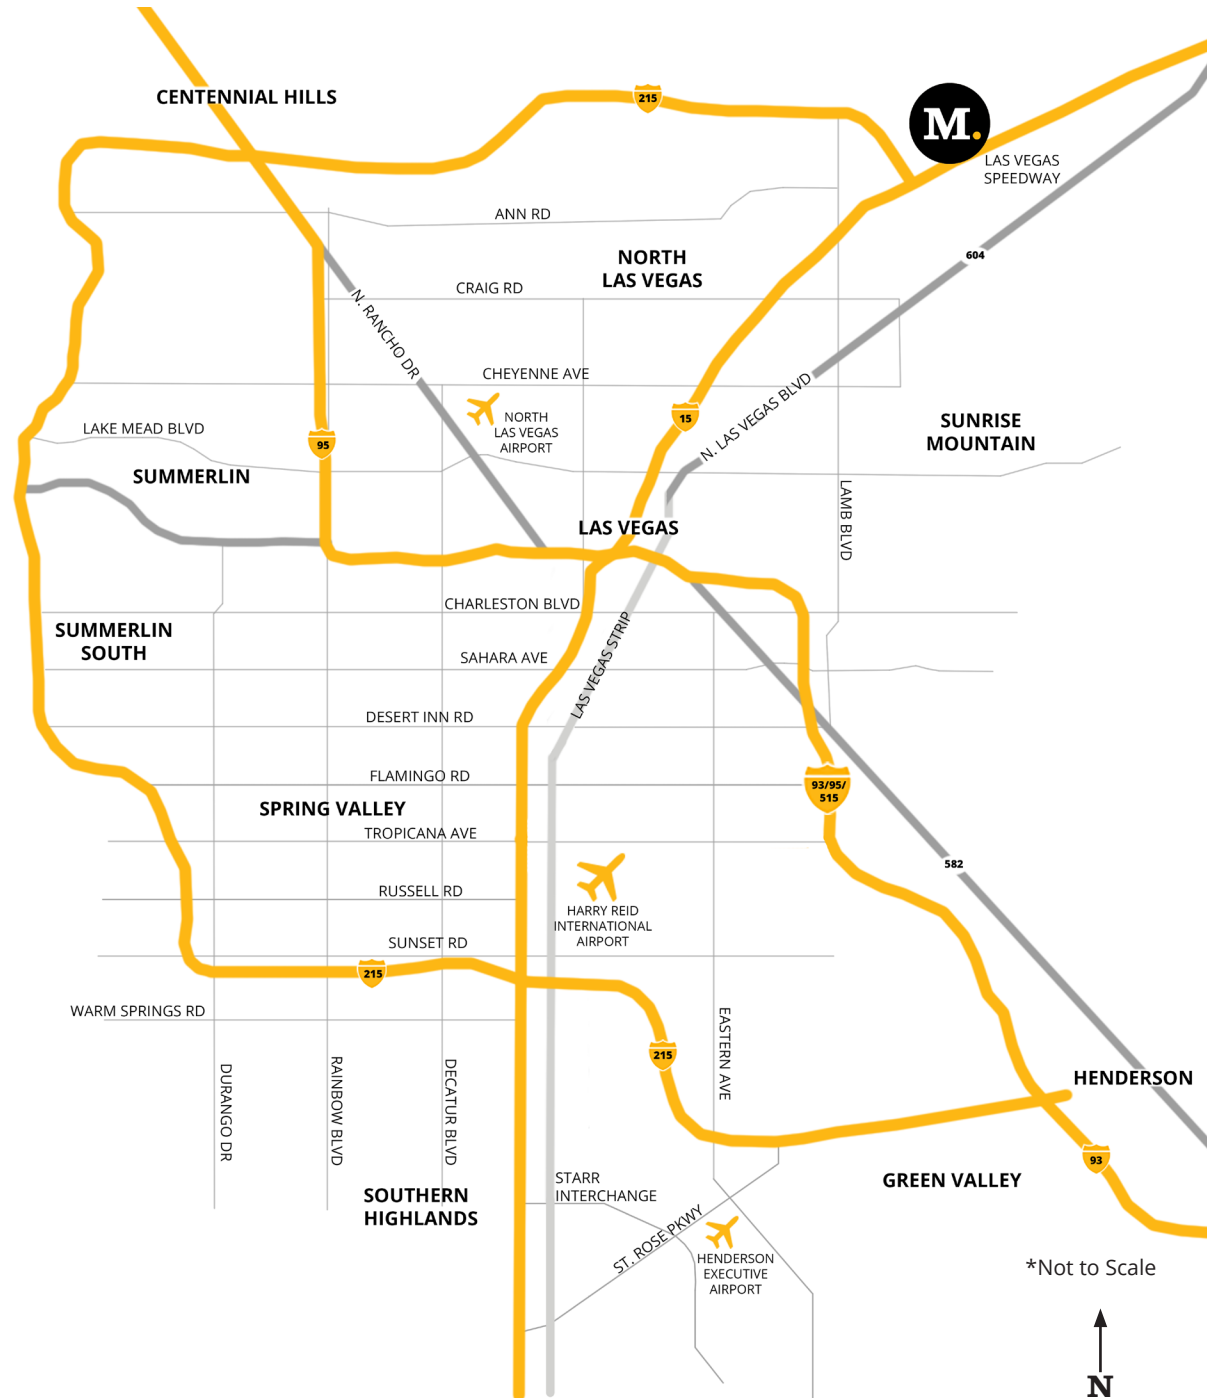 CENTENNIAL HILLS
215
M.
LAS VEGAS
SPEEDWAY
ANN RD
604
NORTH
LAS VEGAS
CRAIG RD
N. RANCHO DR
CHEYENNE AVE
15
N. LAS VEGAS BLVD
NORTH
LAS VEGAS
AIRPORT
SUNRISE
MOUNTAIN
LAKE MEAD BLVD
95
SUMMERLIN
LAMB BLVD
LAS VEGAS
CHARLESTON BLVD
SUMMERLIN
SOUTH
SAHARA AVE
LAS VEGAS STRIP
DESERT INN RD
FLAMINGO RD
93/95/
515
SPRING VALLEY
TROPICANA AVE
582
RUSSELL RD
HARRY REID
INTERNATIONAL
AIRPORT
SUNSET RD
215
WARM SPRINGS RD
215
EASTERN AVE
DURANGO DR
RAINBOW BLVD
DECATUR BLVD
HENDERSON
93
GREEN VALLEY
STARR
INTERCHANGE
SOUTHERN
HIGHLANDS
ST. ROSE PKWY
HENDERSON
EXECUTIVE
AIRPORT
*Not to Scale
N